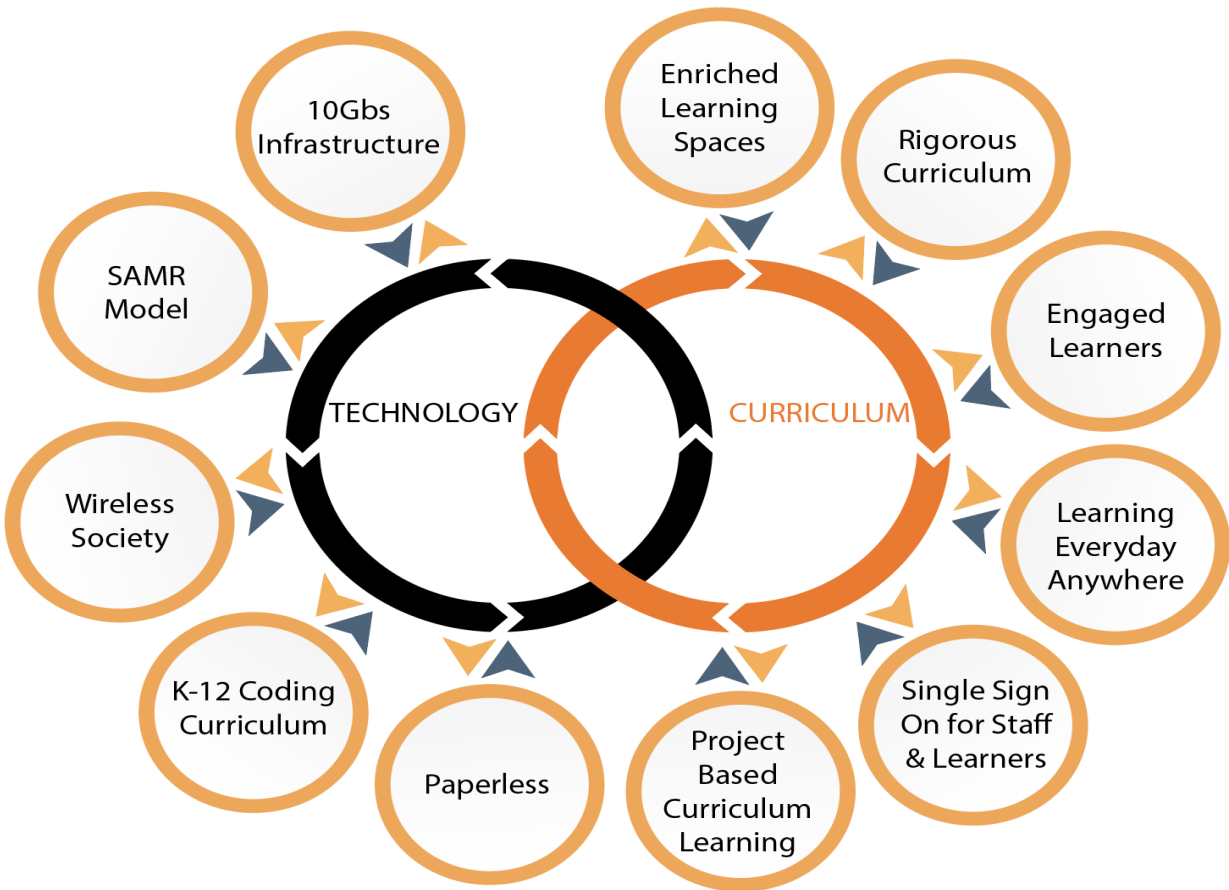 10Gbs
Infrastructure
Enriched
Learning
Spaces
Rigorous
Curriculum
SAMR
Model
Engaged
Learners
TECHNOLOGY
CURRICULUM
Wireless
Society
Learning
Everyday
Anywhere
K-12 Coding
Curriculum
Paperless
Project
Based
Curriculum
Learning
Single Sign
On for Staff
& Learners